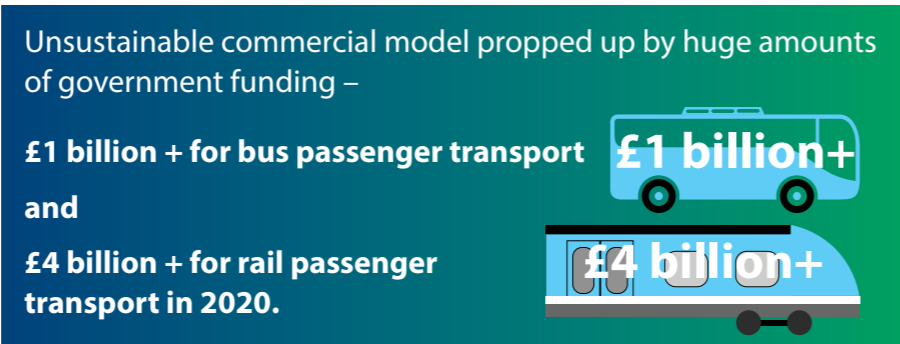 Unsustainable commercial model propped up by huge amounts
of government funding –
£1 billion + for bus passenger transport
£1 billion+
and
£4 billion + for rail passenger
transport in 2020.
£4 billion+